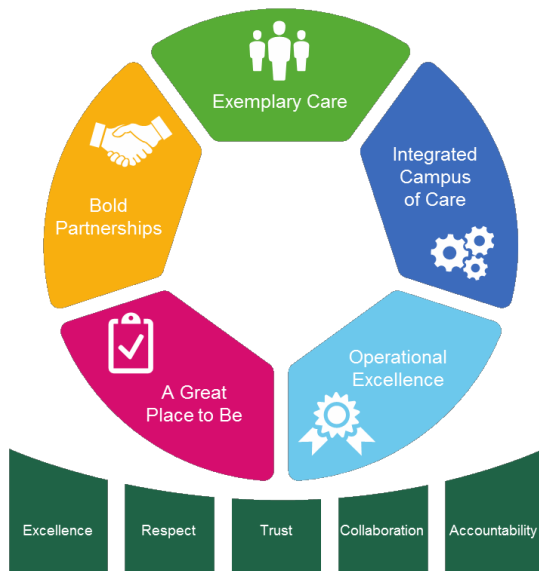 Exemplary Care
Integrated
Campus
of Care
Bold
Partnerships
Operational
Excellence
A Great
Place to Be
Excellence
Respect
Trust
Collaboration
Accountability